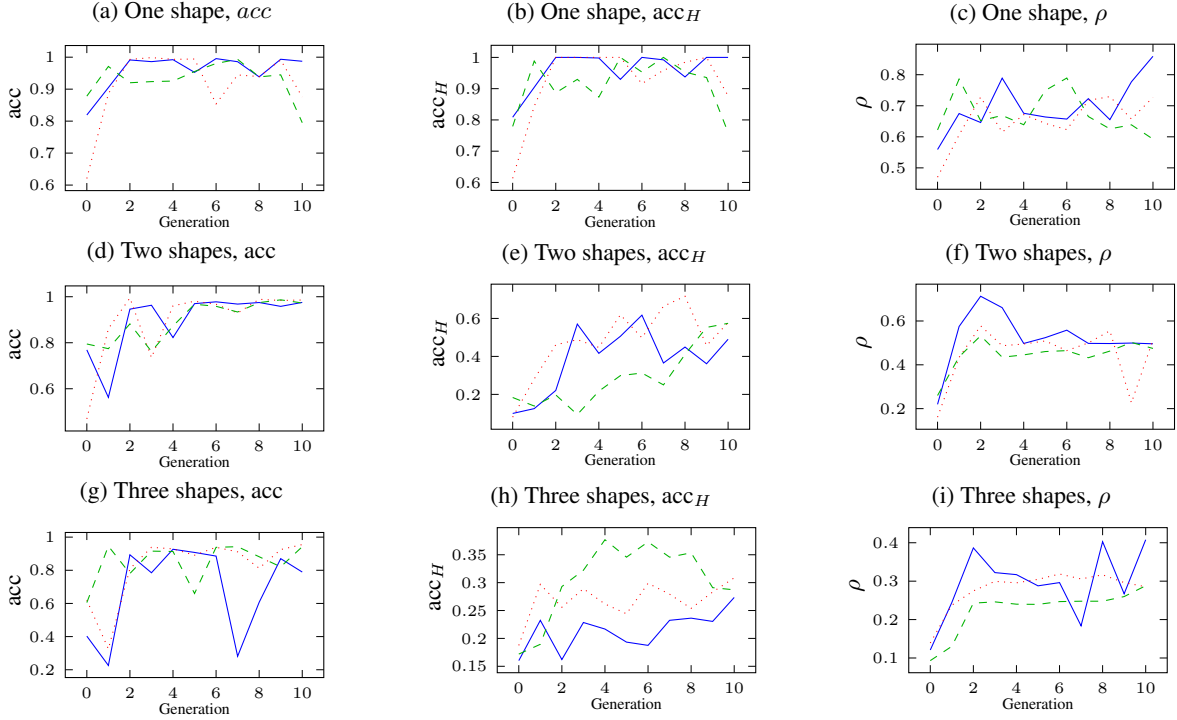 (a) One shape, acc
1
0.9
0.8
0.7
0.6
acc
0 2 4 6 8 10
Generation
(b) One shape, acc_H
1
0.9
0.8
0.7
0.6
acc_H
0 2 4 6 8 10
Generation
(c) One shape, ρ
0.8
0.7
0.6
0.5
ρ
0 2 4 6 8 10
Generation
(d) Two shapes, acc
1
0.8
0.6
acc
0 2 4 6 8 10
Generation
(e) Two shapes, acc_H
0.6
0.4
0.2
acc_H
0 2 4 6 8 10
Generation
(f) Two shapes, ρ
0.6
0.4
0.2
ρ
0 2 4 6 8 10
Generation
(g) Three shapes, acc
1
0.8
0.6
0.4
0.2
acc
0 2 4 6 8 10
Generation
(h) Three shapes, acc_H
0.35
0.3
0.25
0.2
0.15
acc_H
0 2 4 6 8 10
Generation
(i) Three shapes, ρ
0.4
0.3
0.2
0.1
ρ
0 2 4 6 8 10
Generation